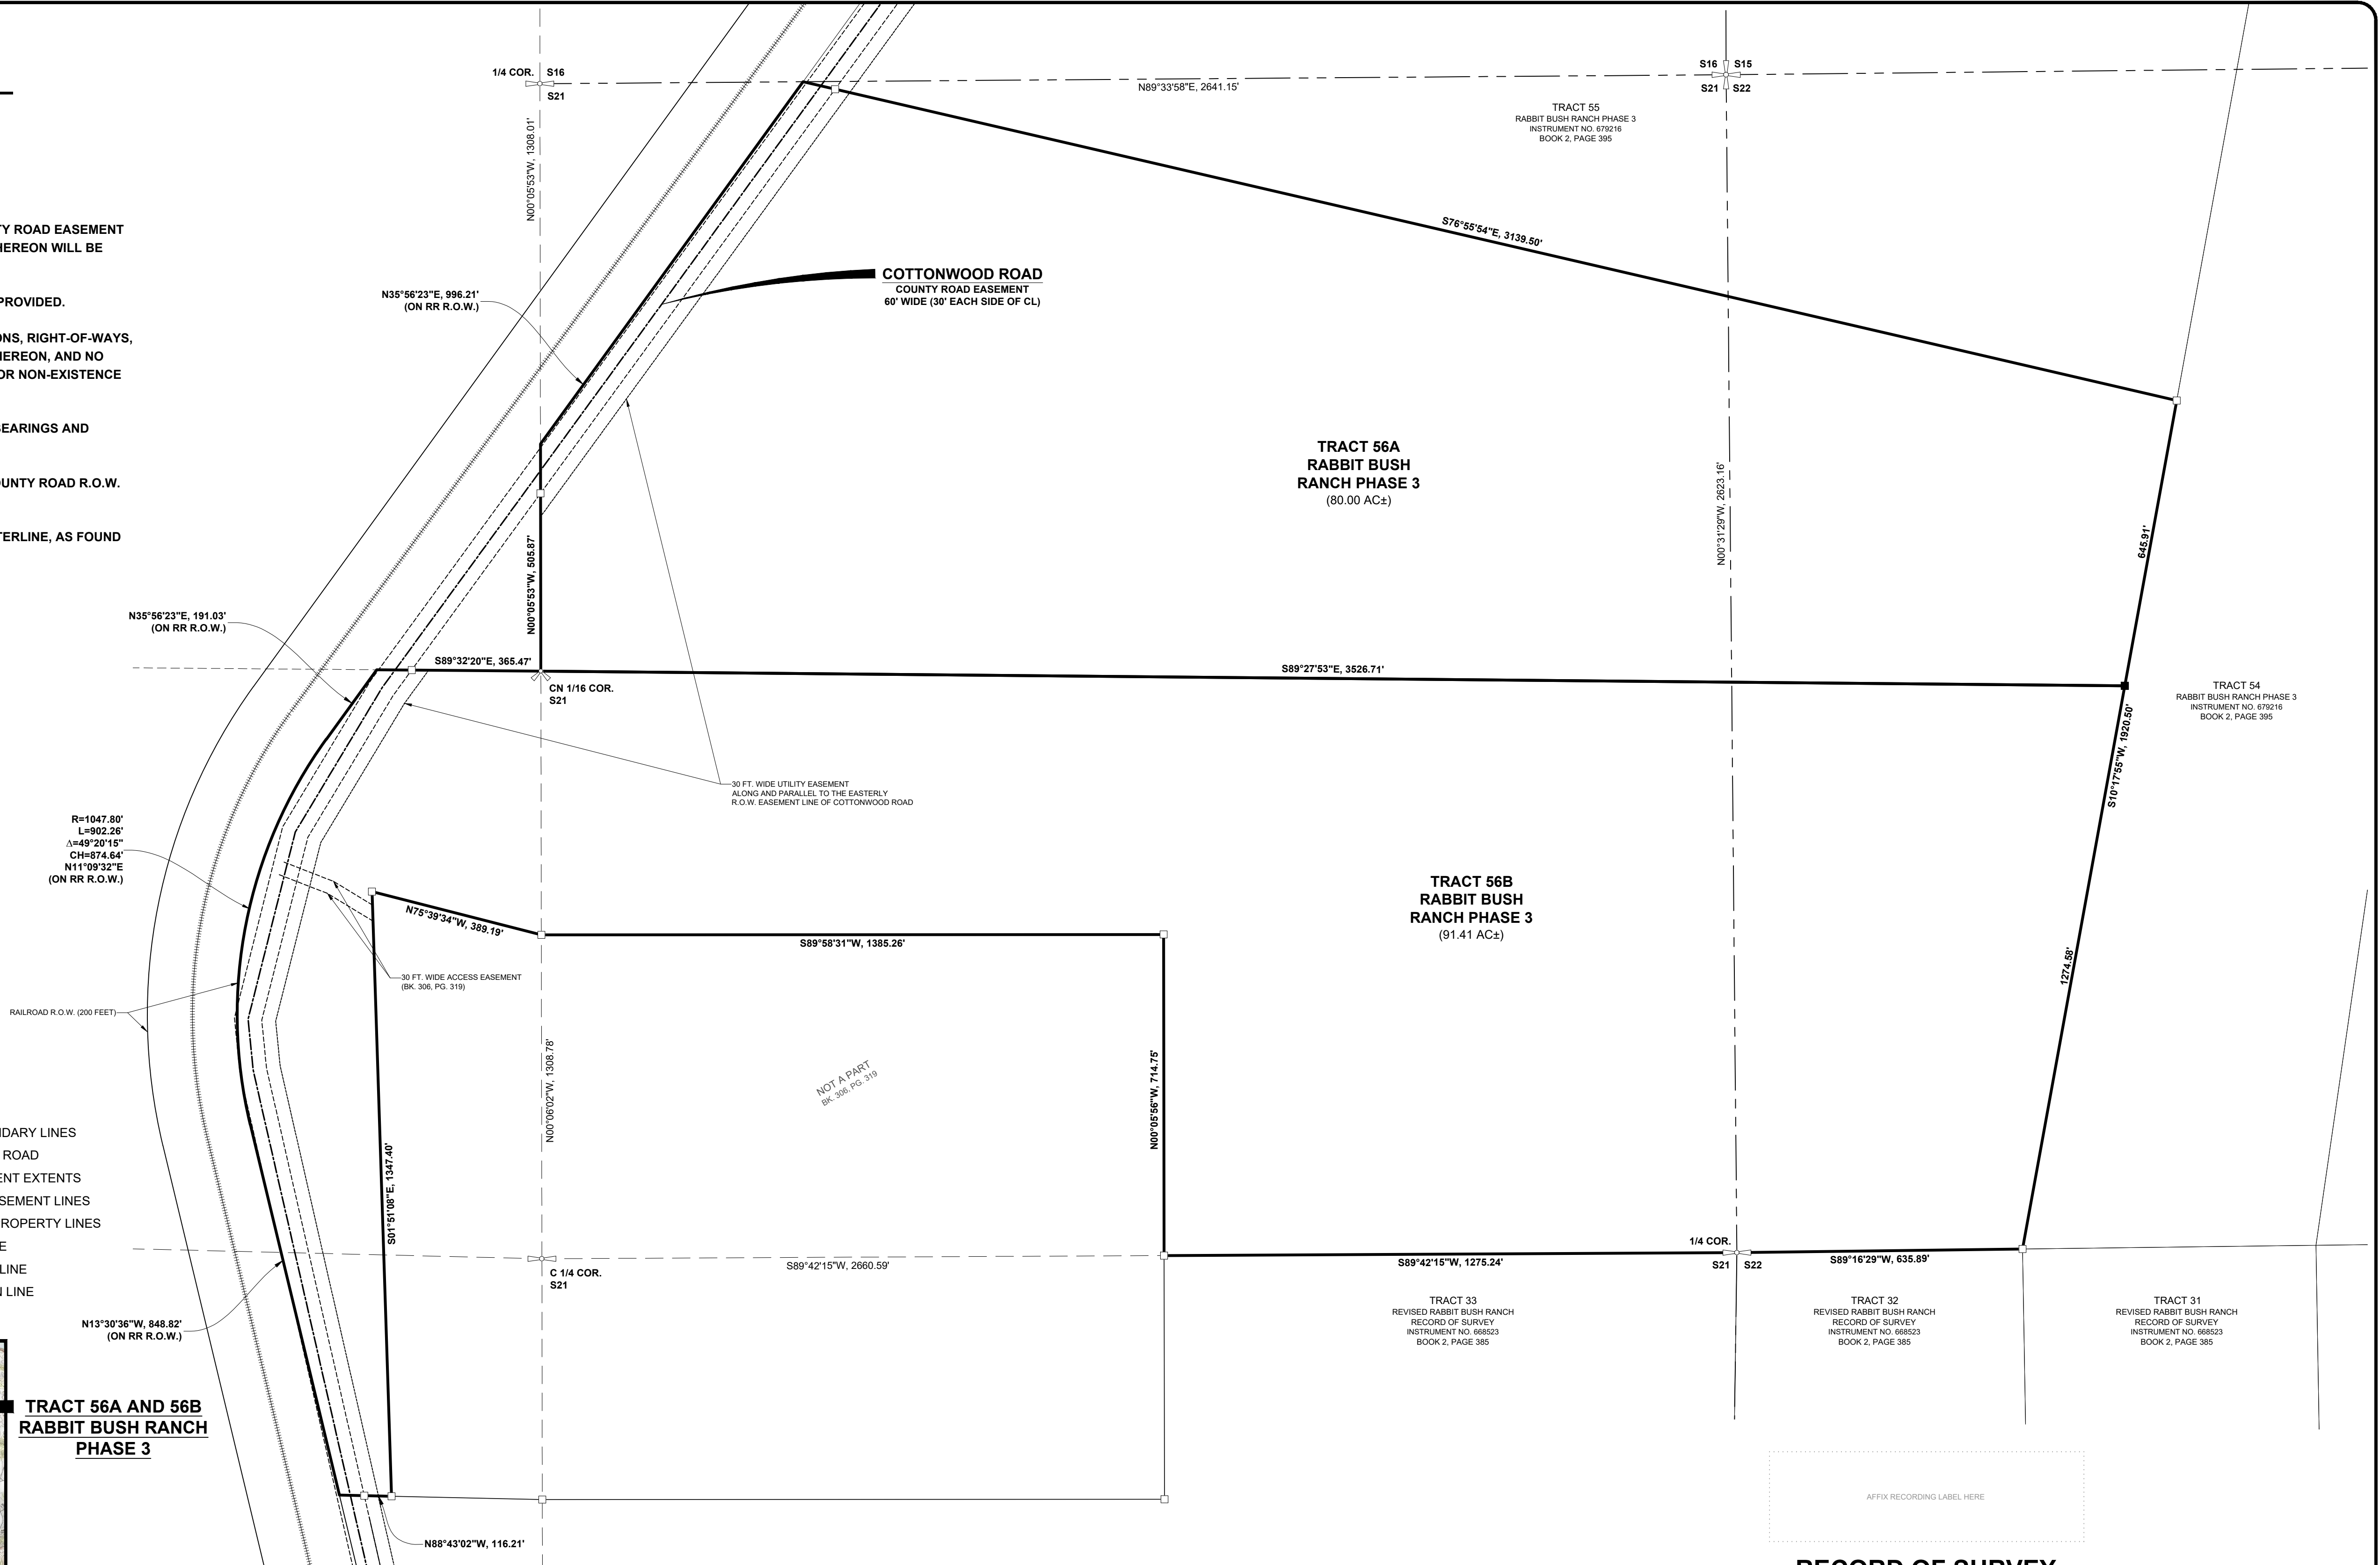 1/4 COR.
S16
S21
N89°33'58"E, 2641.15'
S16
S15
S21
S22
TRACT 55
RABBIT BUSH RANCH PHASE 3
INSTRUMENT NO. 679216
BOOK 2, PAGE 395
N00°05'53"W, 1308.01'
TY ROAD EASEMENT
HEREON WILL BE
PROVIDED.
ONS, RIGHT-OF-WAYS,
HEREON, AND NO
OR NON-EXISTENCE
BEARINGS AND
OUNTY ROAD R.O.W.
TERLINE, AS FOUND
S76°55'54"E, 3139.50'
COTTONWOOD ROAD
COUNTY ROAD EASEMENT
60' WIDE (30' EACH SIDE OF CL)
N35°56'23"E, 996.21'
(ON RR R.O.W.)
TRACT 56A
RABBIT BUSH
RANCH PHASE 3
(80.00 AC±)
N00°31'29"W, 2623.16'
645.91'
N00°05'53"W, 505.87'
N35°56'23"E, 191.03'
(ON RR R.O.W.)
S89°32'20"E, 365.47'
S89°27'53"E, 3526.71'
CN 1/16 COR.
S21
TRACT 54
RABBIT BUSH RANCH PHASE 3
INSTRUMENT NO. 679216
BOOK 2, PAGE 395
S10°17'55"W, 1920.50'
30 FT. WIDE UTILITY EASEMENT
ALONG AND PARALLEL TO THE EASTERLY
R.O.W. EASEMENT LINE OF COTTONWOOD ROAD
R=1047.80'
L=902.26'
Δ=49°20'15"
CH=874.64'
N11°09'32"E
(ON RR R.O.W.)
TRACT 56B
RABBIT BUSH
RANCH PHASE 3
(91.41 AC±)
N75°39'34"W, 389.19'
S89°58'31"W, 1385.26'
1274.58'
30 FT. WIDE ACCESS EASEMENT
(BK. 306, PG. 319)
RAILROAD R.O.W. (200 FEET)
N00°06'02"W, 1308.78'
NOT A PART
BK. 306, PG. 319
N00°05'56"W, 714.75'
S01°51'08"E, 1347.40'
NDARY LINES
ROAD
ENT EXTENTS
SEMENT LINES
ROPERTY LINES
E
LINE
N LINE
C 1/4 COR.
S21
S89°42'15"W, 2660.59'
1/4 COR.
S21
S22
S89°42'15"W, 1275.24'
S89°16'29"W, 635.89'
TRACT 33
REVISED RABBIT BUSH RANCH
RECORD OF SURVEY
INSTRUMENT NO. 668523
BOOK 2, PAGE 385
TRACT 32
REVISED RABBIT BUSH RANCH
RECORD OF SURVEY
INSTRUMENT NO. 668523
BOOK 2, PAGE 385
TRACT 31
REVISED RABBIT BUSH RANCH
RECORD OF SURVEY
INSTRUMENT NO. 668523
BOOK 2, PAGE 385
N13°30'36"W, 848.82'
(ON RR R.O.W.)
TRACT 56A AND 56B
RABBIT BUSH RANCH
PHASE 3
AFFIX RECORDING LABEL HERE
N88°43'02"W, 116.21'
RECORD OF SURVEY